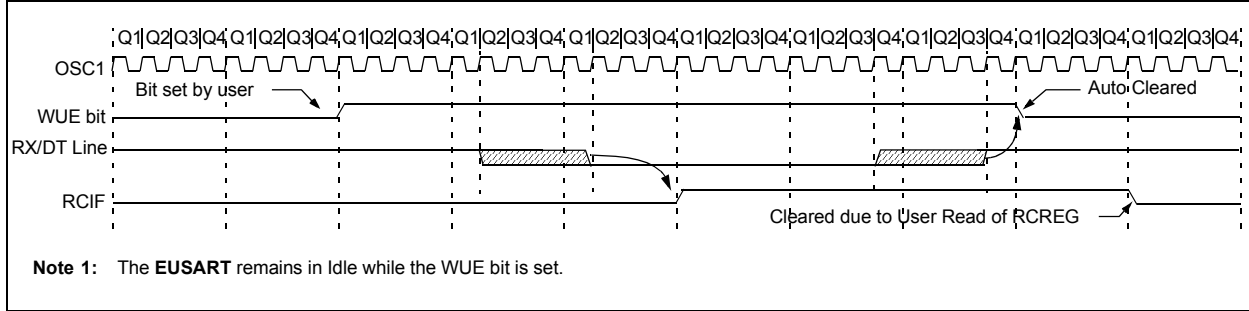 Q1|Q2|Q3|Q4|Q1|Q2|Q3|Q4|Q1|Q2|Q3|Q4|Q1|Q2|Q3|Q4|Q1|Q2|Q3|Q4|Q1|Q2|Q3|Q4|Q1|Q2|Q3|Q4|Q1|Q2|Q3|Q4|Q1|Q2|Q3|Q4|Q1|Q2|Q3|Q4
OSC1
Bit set by user
Auto Cleared
WUE bit
RX/DT Line
RCIF
Cleared due to User Read of RCREG
Note 1: The EUSART remains in Idle while the WUE bit is set.